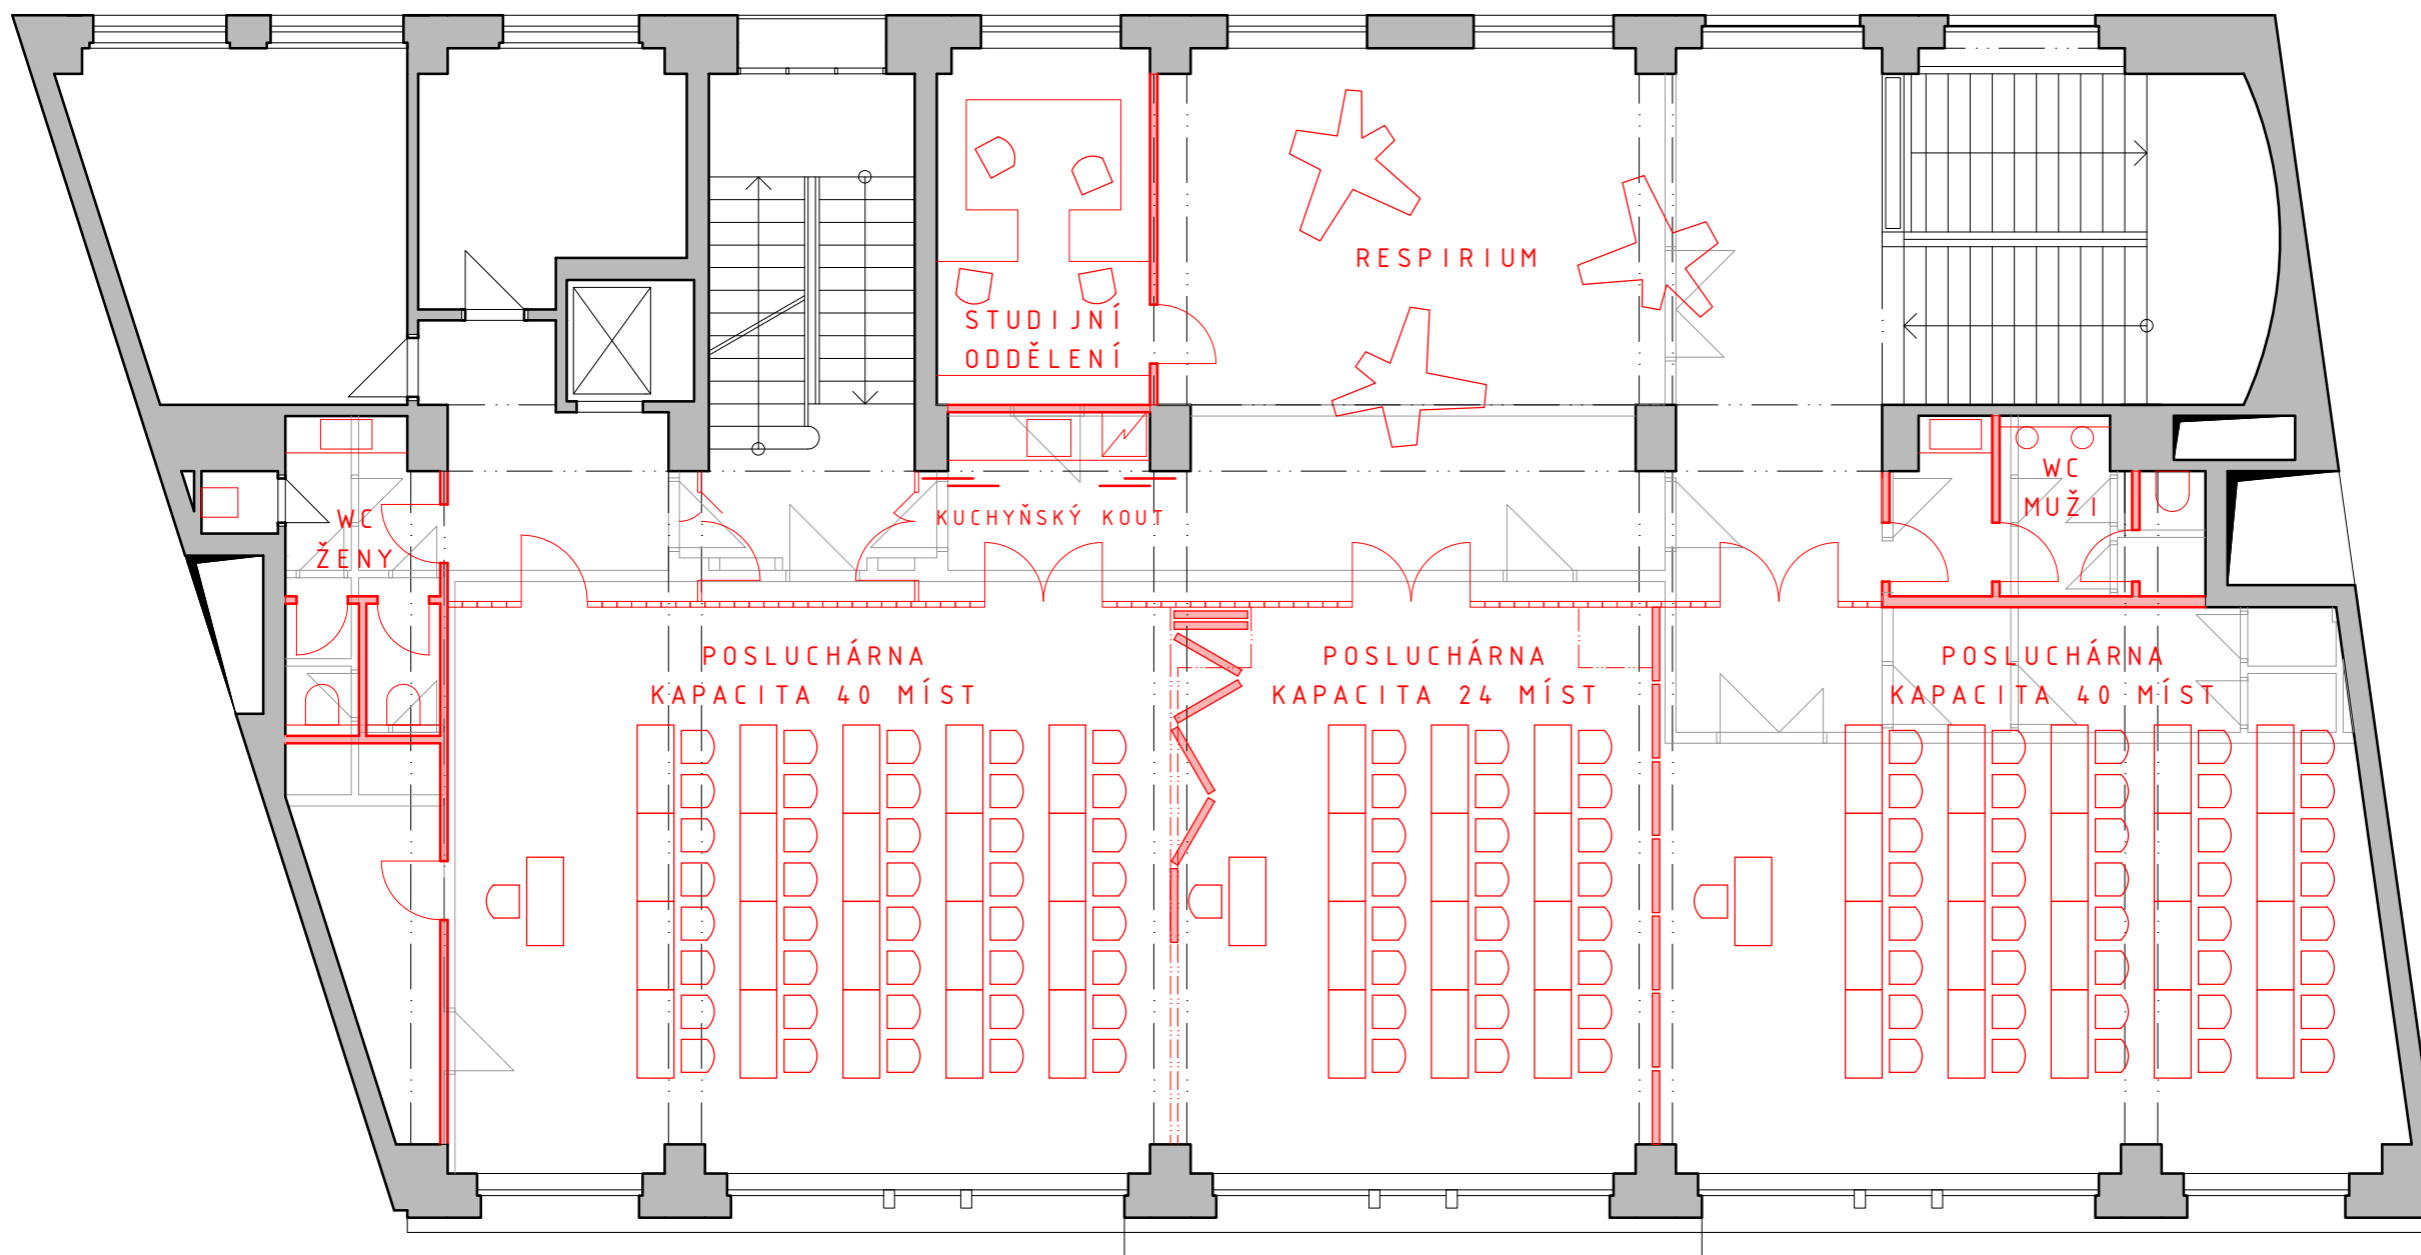 RESPIRIUM
STUDIJNÍ
ODDĚLENÍ
WC
MUŽI
WC
ŽENY
KUCHYŇSKÝ KOUT
POSLUCHÁRNA
KAPACITA 40 MÍST
POSLUCHÁRNA
KAPACITA 24 MÍST
POSLUCHÁRNA
KAPACITA 40 MÍST